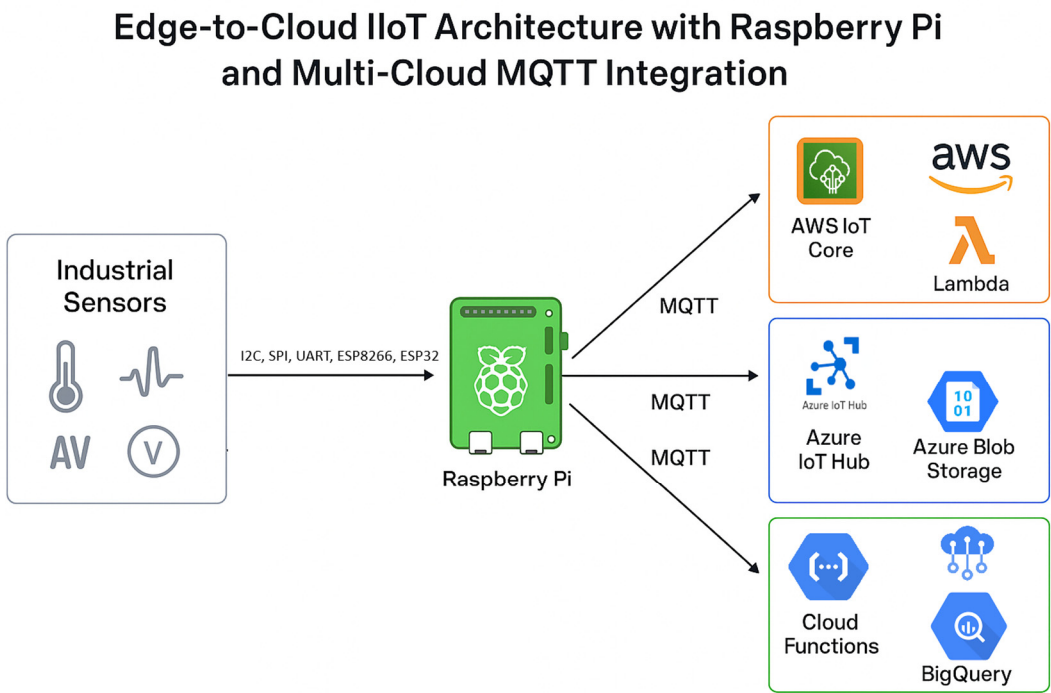 Edge-to-Cloud IIoT Architecture with Raspberry Pi
and Multi-Cloud MQTT Integration
Industrial
Sensors
AV
V
I2C, SPI, UART, ESP8266, ESP32
Raspberry Pi
MQTT
MQTT
MQTT
AWS IoT
Core
aws
Lambda
Azure IoT Hub
Azure
IoT Hub
10
01
Azure Blob
Storage
Cloud
Functions
BigQuery